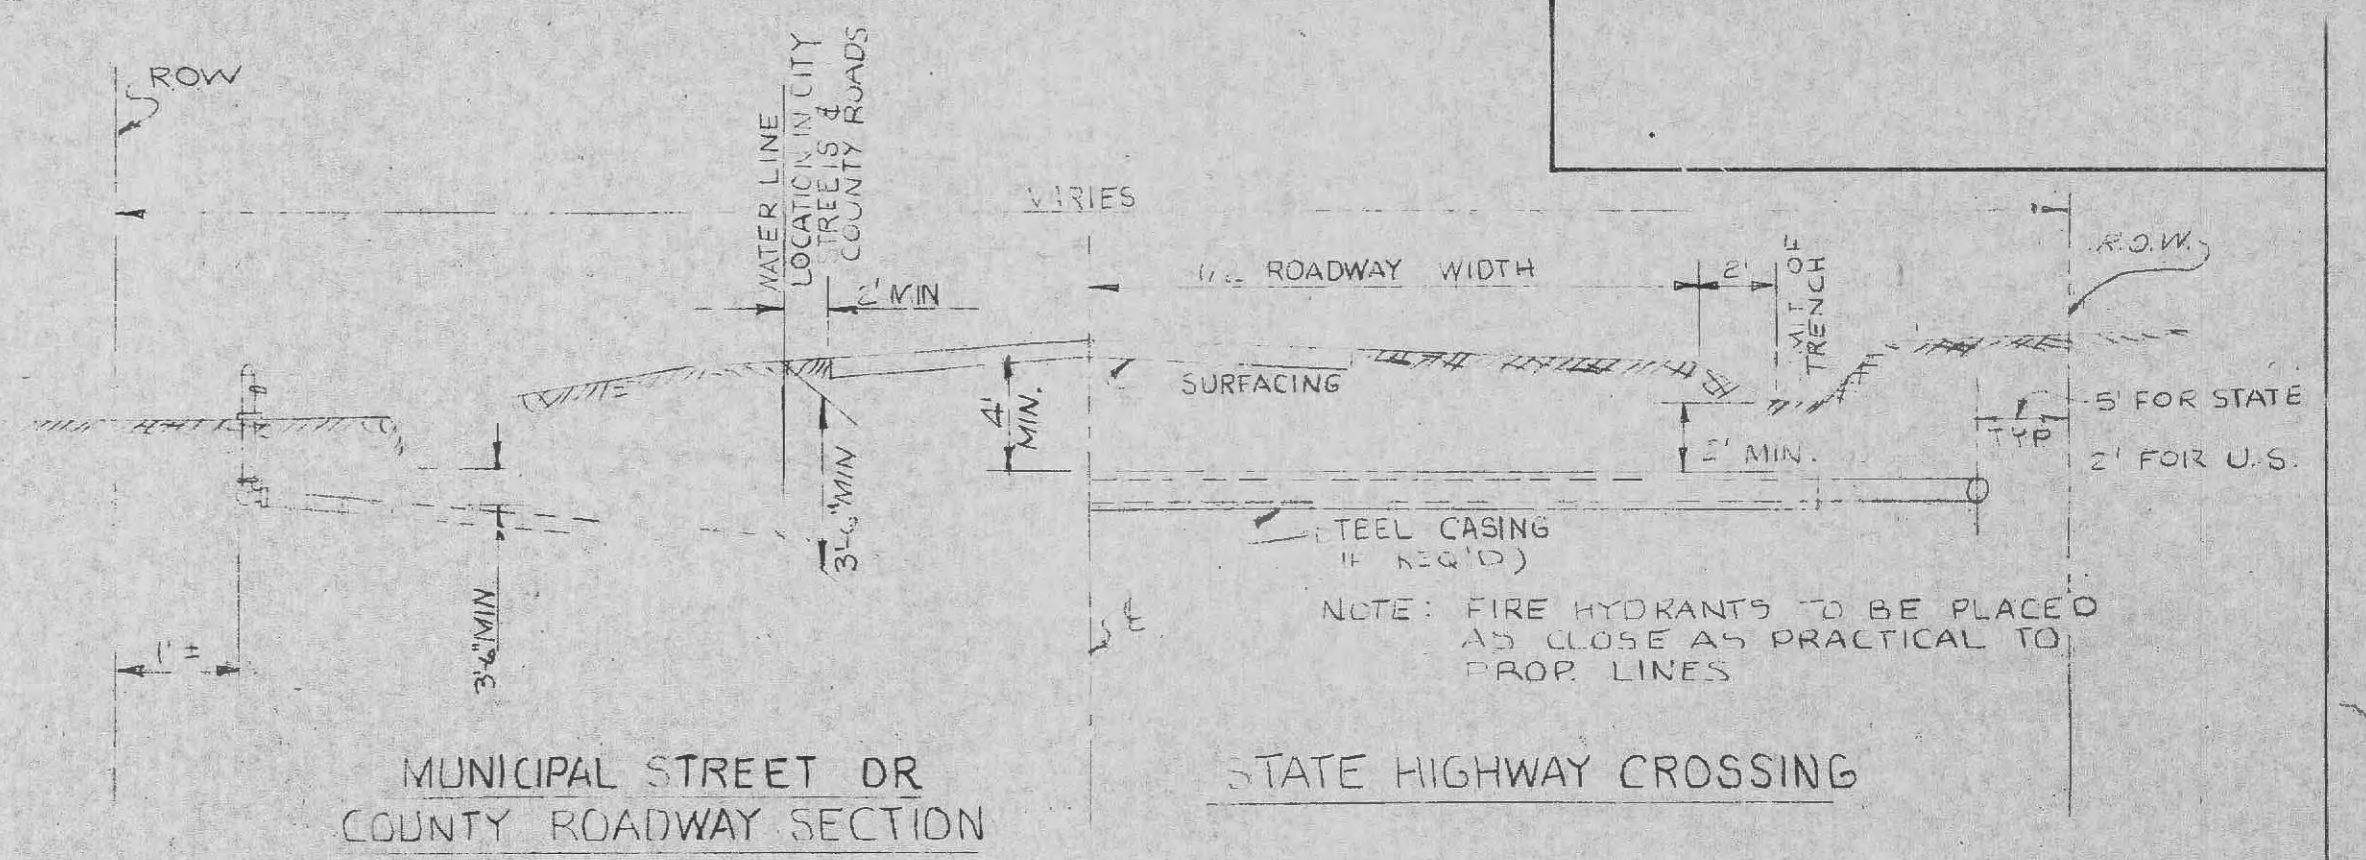 ROW
WATER LINE
LOCATION IN CITY
STREETS &
COUNTY ROADS
VARIES
2' MIN
1/2 ROADWAY WIDTH
2'
LIMIT OF
TRENCH
R.O.W.
SURFACING
4'
MIN.
3'-6" MIN
3'-6" MIN
2' MIN.
TYP
5' FOR STATE
2' FOR U.S.
STEEL CASING
(IF REQ'D)
1' ±
℄
NOTE: FIRE HYDRANTS TO BE PLACED
AS CLOSE AS PRACTICAL TO
PROP. LINES
MUNICIPAL STREET OR
COUNTY ROADWAY SECTION
STATE HIGHWAY CROSSING